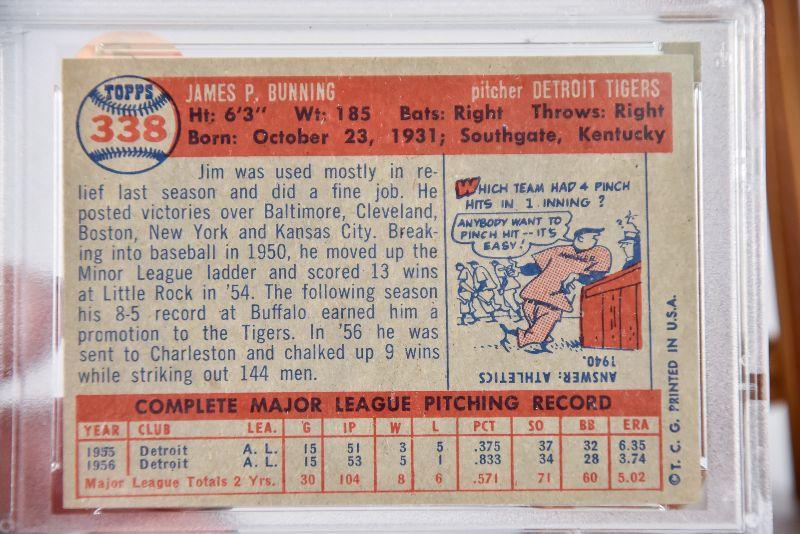 TOPPS
338
JAMES P. BUNNING pitcher DETROIT TIGERS
Ht: 6'3" Wt: 185 Bats: Right Throws: Right
Born: October 23, 1931; Southgate, Kentucky
Jim was used mostly in re-
lief last season and did a fine job. He
posted victories over Baltimore, Cleveland,
Boston, New York and Kansas City. Break-
ing into baseball in 1950, he moved up the
Minor League ladder and scored 13 wins
at Little Rock in '54. The following season
his 8-5 record at Buffalo earned him a
promotion to the Tigers. In '56 he was
sent to Charleston and chalked up 9 wins
while striking out 144 men.
WHICH TEAM HAD 4 PINCH
HITS IN 1 INNING ?
ANYBODY WANT TO
PINCH HIT -- IT'S
EASY!
ANSWER: ATHLETICS
1940.
COMPLETE MAJOR LEAGUE PITCHING RECORD
YEAR CLUB LEA. G IP W L PCT SO BB ERA
1955 Detroit A. L. 15 51 3 5 .375 37 32 6.35
1956 Detroit A. L. 15 53 5 1 .833 34 28 3.74
Major League Totals 2 Yrs. 30 104 8 6 .571 71 60 5.02
© T. C. G. PRINTED IN U.S.A.